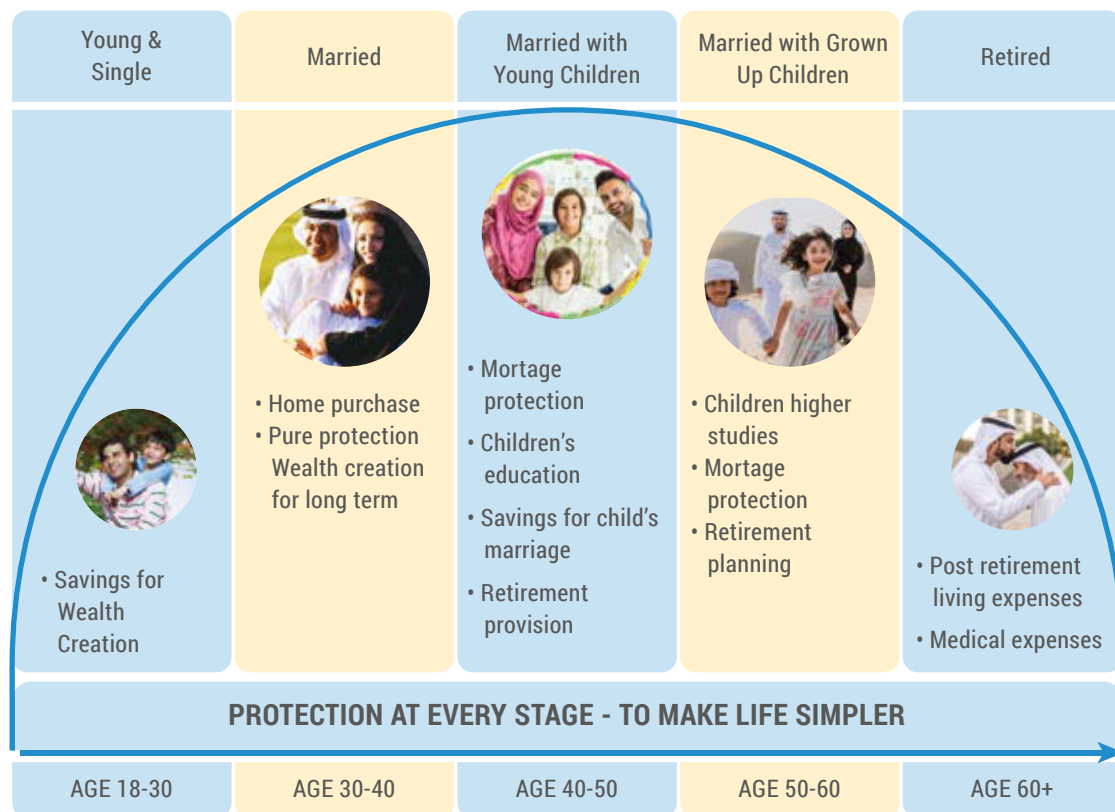 Young &
Single
Married
Married with
Young Children
Married with Grown
Up Children
Retired
• Savings for
Wealth
Creation
• Home purchase
• Pure protection
Wealth creation
for long term
• Mortage
protection
• Children's
education
• Savings for child's
marriage
• Retirement
provision
• Children higher
studies
• Mortage
protection
• Retirement
planning
• Post retirement
living expenses
• Medical expenses
PROTECTION AT EVERY STAGE - TO MAKE LIFE SIMPLER
AGE 18-30
AGE 30-40
AGE 40-50
AGE 50-60
AGE 60+